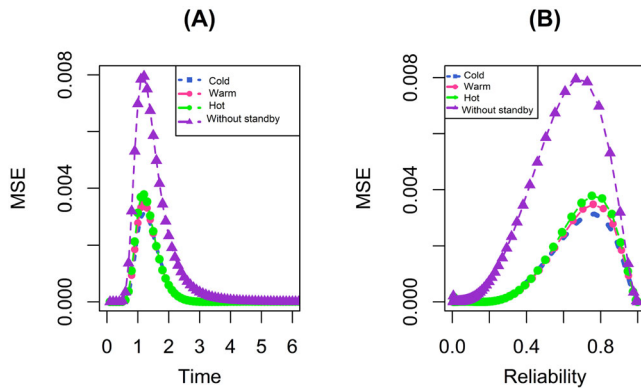 (A)
MSE
0.008
0.004
0.000
Cold
Warm
Hot
Without standby
0 1 2 3 4 5 6
Time
(B)
MSE
0.008
0.004
0.000
Cold
Warm
Hot
Without standby
0.0 0.4 0.8
Reliability